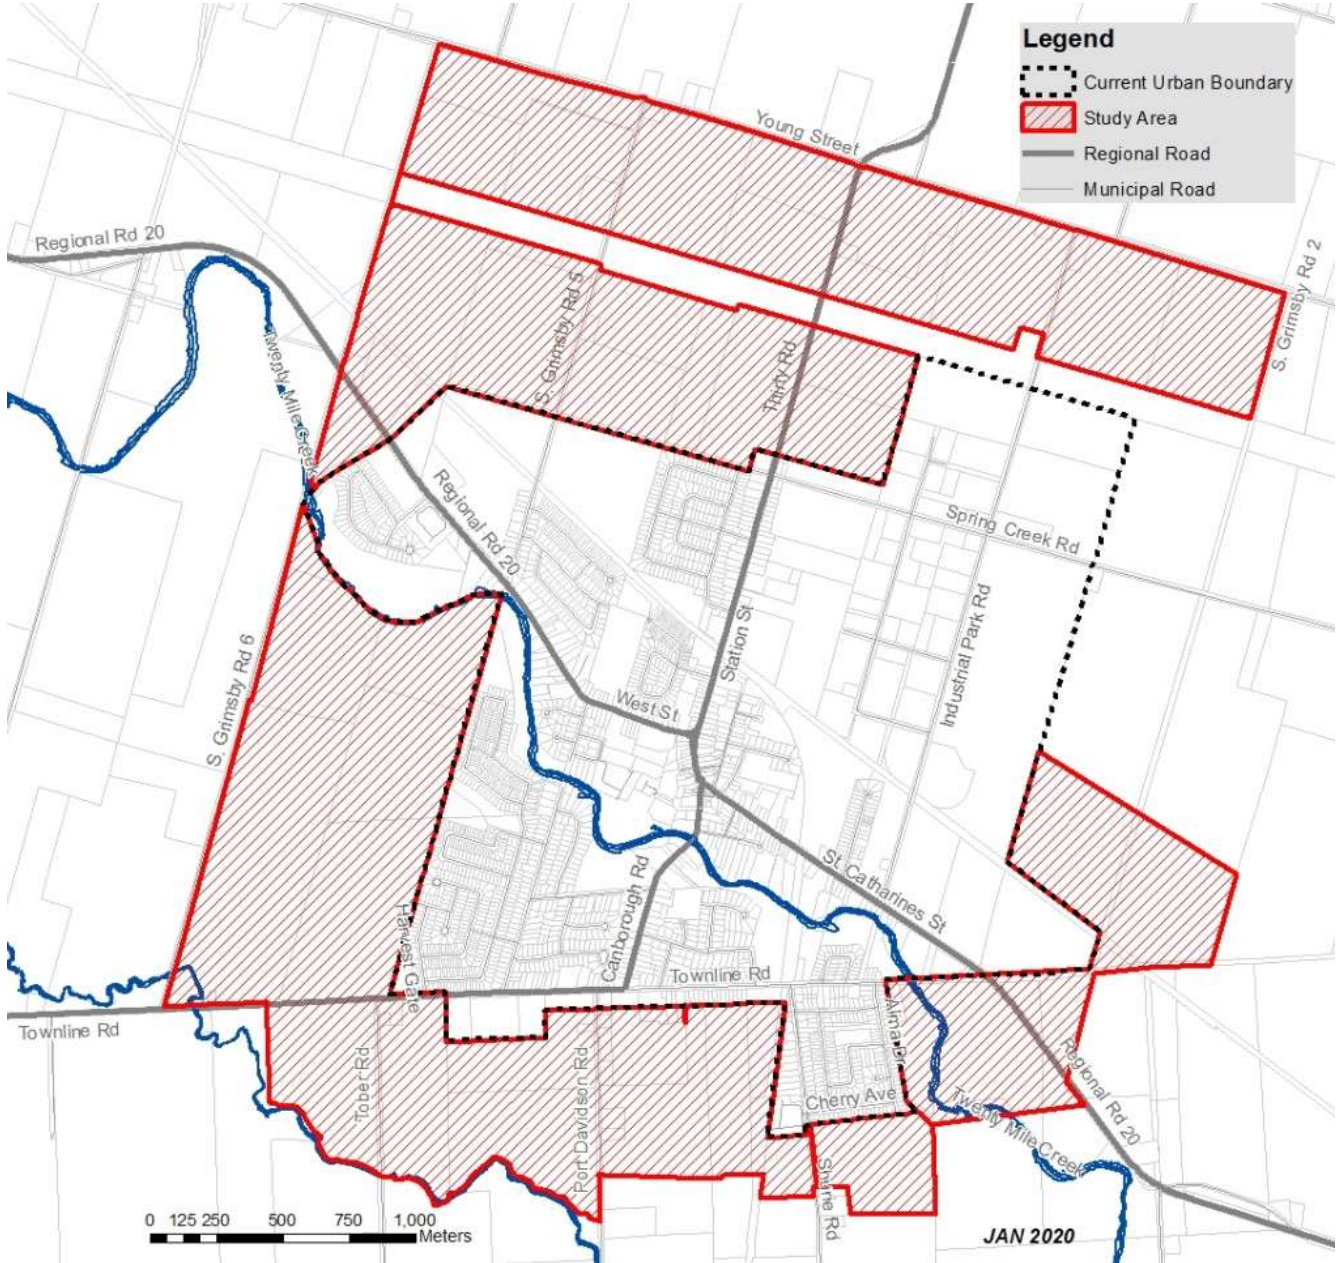 Legend
Current Urban Boundary
Study Area
Regional Road
Municipal Road
Young Street
Regional Rd 20
S. Grimsby Rd 2
S. Grimsby Rd 5
Thirty Rd
Twenty Mile Creek
Regional Rd 20
Spring Creek Rd
Industrial Park Rd
Station St
S. Grimsby Rd 6
West St
St. Catharines St
Canborough Rd
Harvest Gate
Townline Rd
Townline Rd
Alma Dr
Tober Rd
Port Davidson Rd
Cherry Ave
Regional Rd 20
Twenty Mile Creek
Shurie Rd
0 125 250 500 750 1,000
Meters
JAN 2020